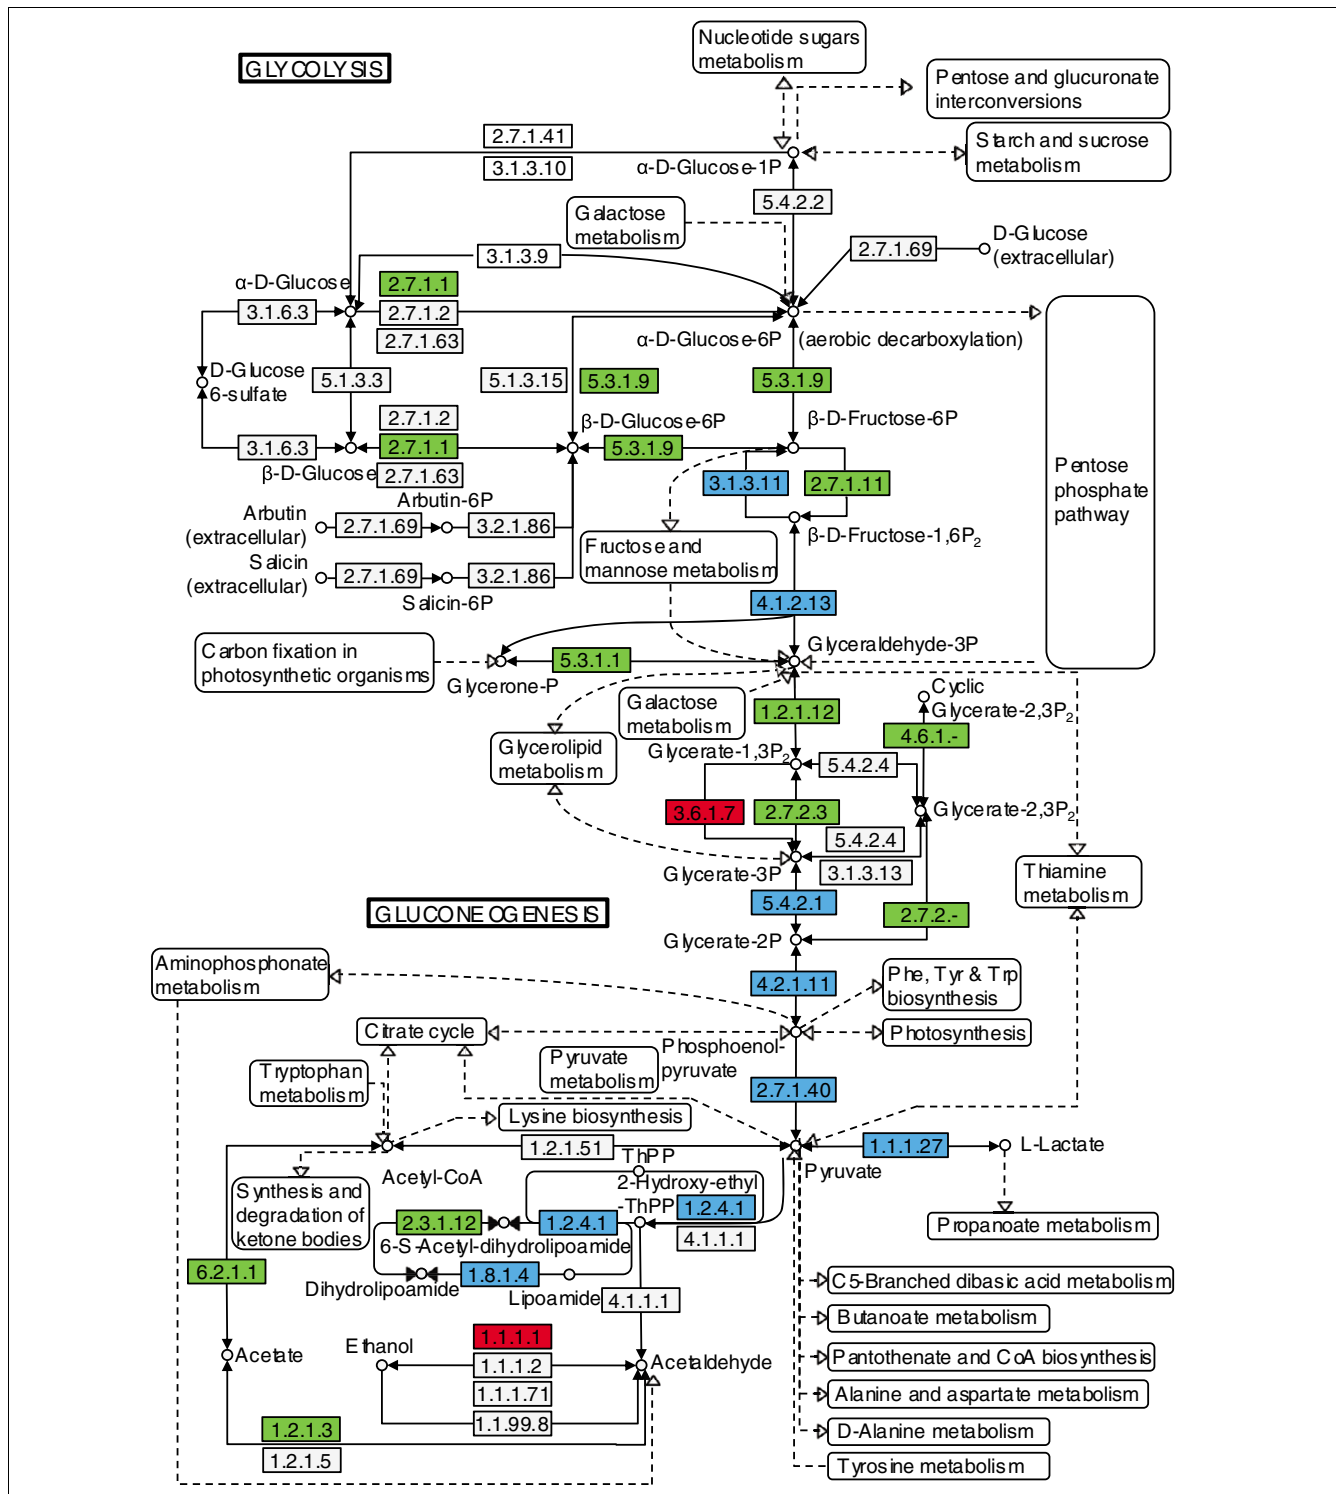 GLYCOLYSIS
Nucleotide sugars
metabolism
Pentose and glucuronate
interconversions
2.7.1.41
3.1.3.10
α-D-Glucose-1P
Starch and sucrose
metabolism
5.4.2.2
Galactose
metabolism
3.1.3.9
2.7.1.69
D-Glucose
(extracellular)
α-D-Glucose
2.7.1.1
3.1.6.3
2.7.1.2
2.7.1.63
α-D-Glucose-6P
(aerobic decarboxylation)
D-Glucose
6-sulfate
5.1.3.3
5.1.3.15
5.3.1.9
5.3.1.9
2.7.1.2
β-D-Glucose-6P
β-D-Fructose-6P
3.1.6.3
2.7.1.1
5.3.1.9
β-D-Glucose
2.7.1.63
3.1.3.11
2.7.1.11
Pentose
phosphate
pathway
Arbutin-6P
Arbutin
(extracellular)
2.7.1.69
3.2.1.86
β-D-Fructose-1,6P2
Fructose and
mannose metabolism
Salicin
(extracellular)
2.7.1.69
3.2.1.86
Salicin-6P
4.1.2.13
Carbon fixation in
photosynthetic organisms
Glyceraldehyde-3P
5.3.1.1
Glycerone-P
Galactose
metabolism
1.2.1.12
Cyclic
Glycerate-2,3P2
4.6.1.-
Glycerolipid
metabolism
Glycerate-1,3P2
5.4.2.4
3.6.1.7
2.7.2.3
Glycerate-2,3P2
5.4.2.4
3.1.3.13
Glycerate-3P
Thiamine
metabolism
GLUCONEOGENESIS
5.4.2.1
2.7.2.-
Glycerate-2P
Aminophosphonate
metabolism
4.2.1.11
Phe, Tyr & Trp
biosynthesis
Citrate cycle
Photosynthesis
Phosphoenol-
pyruvate
Pyruvate
metabolism
Tryptophan
metabolism
2.7.1.40
Lysine biosynthesis
1.2.1.51
1.1.1.27
L-Lactate
Pyruvate
ThPP
Acetyl-CoA
2-Hydroxy-ethyl
-ThPP
Synthesis and
degradation of
ketone bodies
1.2.4.1
2.3.1.12
1.2.4.1
4.1.1.1
Propanoate metabolism
6-S-Acetyl-dihydrolipoamide
6.2.1.1
1.8.1.4
Dihydrolipoamide
Lipoamide
4.1.1.1
C5-Branched dibasic acid metabolism
Butanoate metabolism
Ethanol
1.1.1.1
Acetate
1.1.1.2
Acetaldehyde
Pantothenate and CoA biosynthesis
1.1.1.71
Alanine and aspartate metabolism
1.1.99.8
1.2.1.3
D-Alanine metabolism
1.2.1.5
Tyrosine metabolism